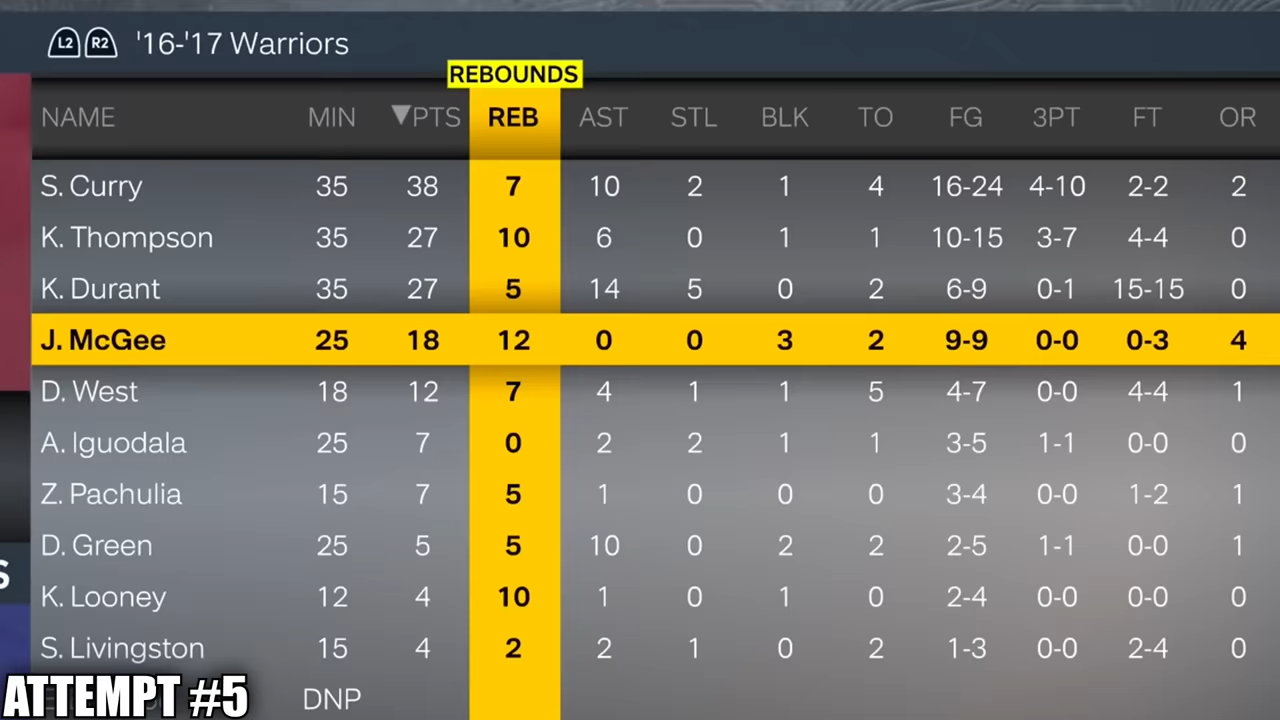 L2 R2 '16-'17 Warriors
REBOUNDS
NAME MIN ▼PTS REB AST STL BLK TO FG 3PT FT OR
S. Curry 35 38 7 10 2 1 4 16-24 4-10 2-2 2
K. Thompson 35 27 10 6 0 1 1 10-15 3-7 4-4 0
K. Durant 35 27 5 14 5 0 2 6-9 0-1 15-15 0
J. McGee 25 18 12 0 0 3 2 9-9 0-0 0-3 4
D. West 18 12 7 4 1 1 5 4-7 0-0 4-4 1
A. Iguodala 25 7 0 2 2 1 1 3-5 1-1 0-0 0
Z. Pachulia 15 7 5 1 0 0 0 3-4 0-0 1-2 1
D. Green 25 5 5 10 0 2 2 2-5 1-1 0-0 1
K. Looney 12 4 10 1 0 1 0 2-4 0-0 0-0 0
S
S. Livingston 15 4 2 2 1 0 2 1-3 0-0 2-4 0
ATTEMPT #5 DNP